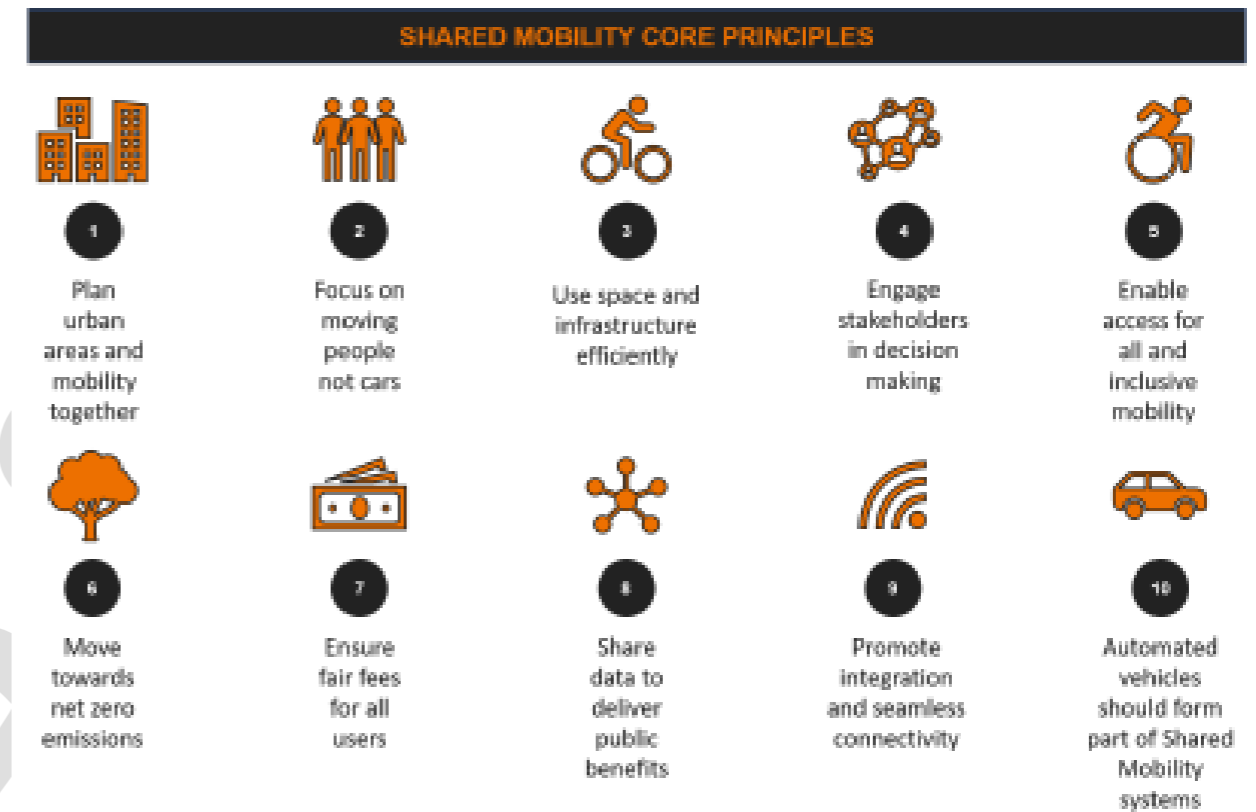 SHARED MOBILITY CORE PRINCIPLES
1
Plan
urban
areas and
mobility
together
2
Focus on
moving
people
not cars
3
Use space and
infrastructure
efficiently
4
Engage
stakeholders
in decision
making
5
Enable
access for
all and
inclusive
mobility
6
Move
towards
net zero
emissions
7
Ensure
fair fees
for all
users
8
Share
data to
deliver
public
benefits
9
Promote
integration
and seamless
connectivity
10
Automated
vehicles
should form
part of Shared
Mobility
systems